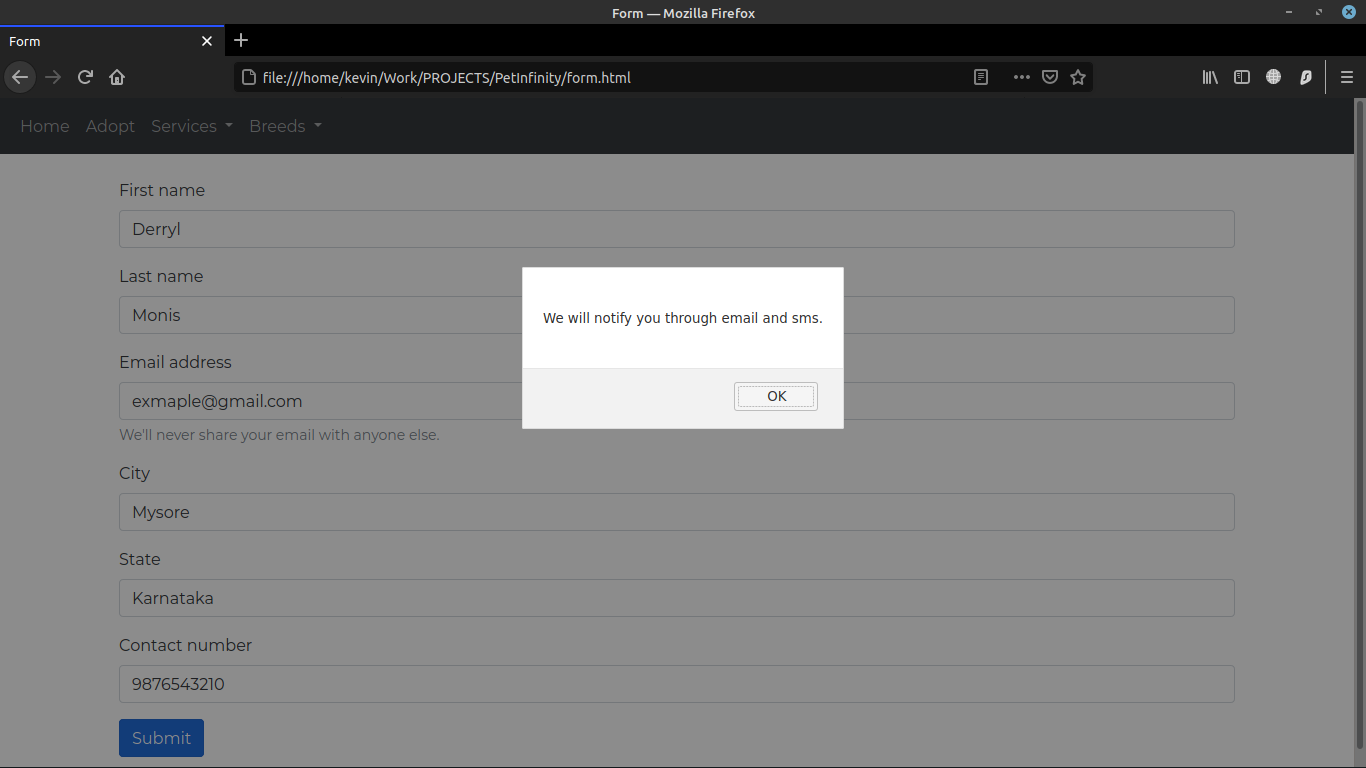 Form — Mozilla Firefox
Form
file:///home/kevin/Work/PROJECTS/PetInfinity/form.html
Home Adopt Services Breeds
First name
Derryl
Last name
Monis
We will notify you through email and sms.
OK
Email address
exmaple@gmail.com
We'll never share your email with anyone else.
City
Mysore
State
Karnataka
Contact number
9876543210
Submit